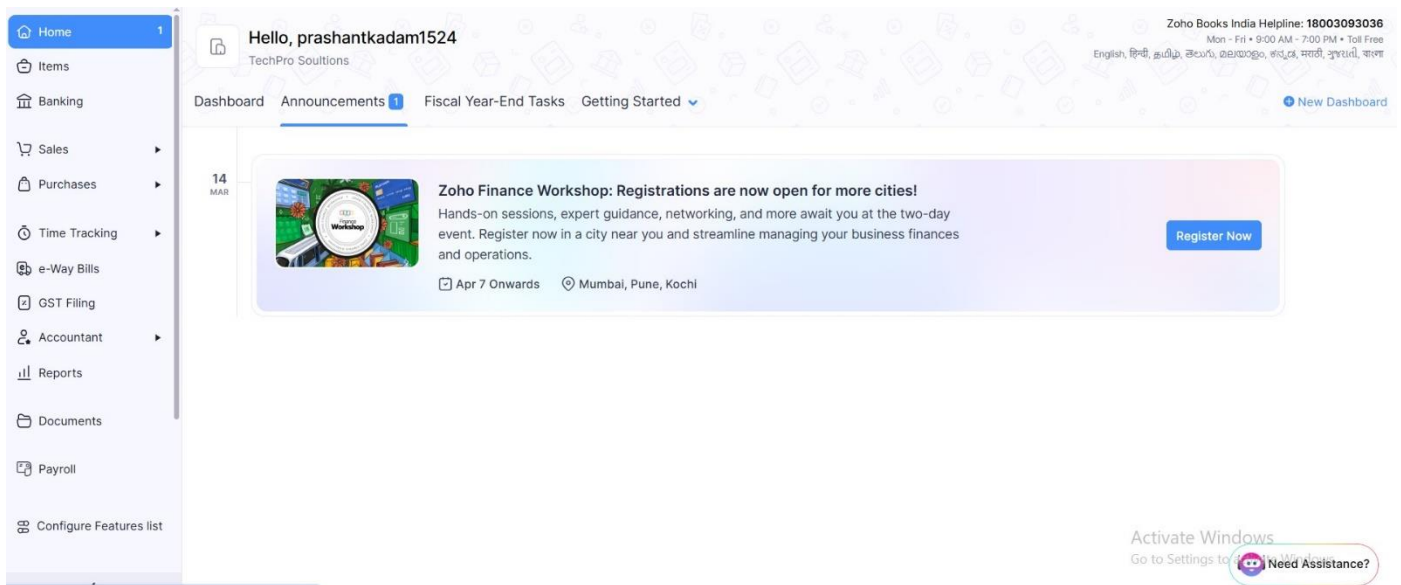 Home 1
Items
Banking
Sales
Purchases
Time Tracking
e-Way Bills
GST Filing
Accountant
Reports
Documents
Payroll
Configure Features list
Hello, prashantkadam1524
TechPro Soultions
Zoho Books India Helpline: 18003093036
Mon - Fri • 9:00 AM - 7:00 PM • Toll Free
English, हिन्दी, தமிழ், తెలుగు, മലയാളം, ಕನ್ನಡ, मराठी, ગુજરાતી, বাংলা
Dashboard Announcements 1 Fiscal Year-End Tasks Getting Started
New Dashboard
14
MAR
Finance
Workshop
Zoho Finance Workshop: Registrations are now open for more cities!
Hands-on sessions, expert guidance, networking, and more await you at the two-day
event. Register now in a city near you and streamline managing your business finances
and operations.
Apr 7 Onwards Mumbai, Pune, Kochi
Register Now
Activate Windows
Go to Settings to Windows
Need Assistance?